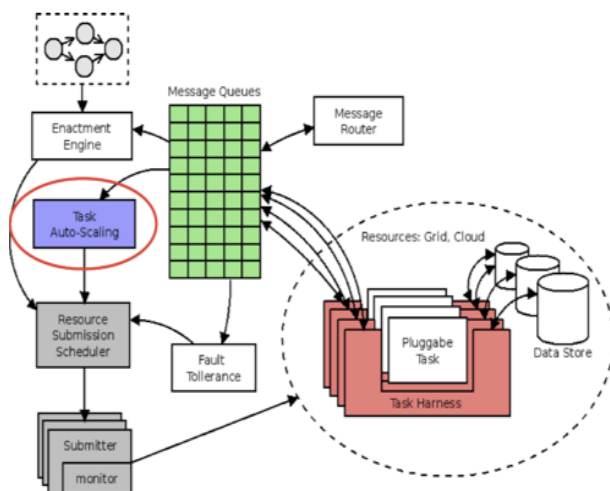 Message Queues
Enactment
Engine
Message
Router
Task
Auto-Scaling
Resources: Grid, Cloud
Resource
Submission
Scheduler
Fault
Tollerance
Pluggabe
Task
Data Store
Task Harness
Submitter
monitor